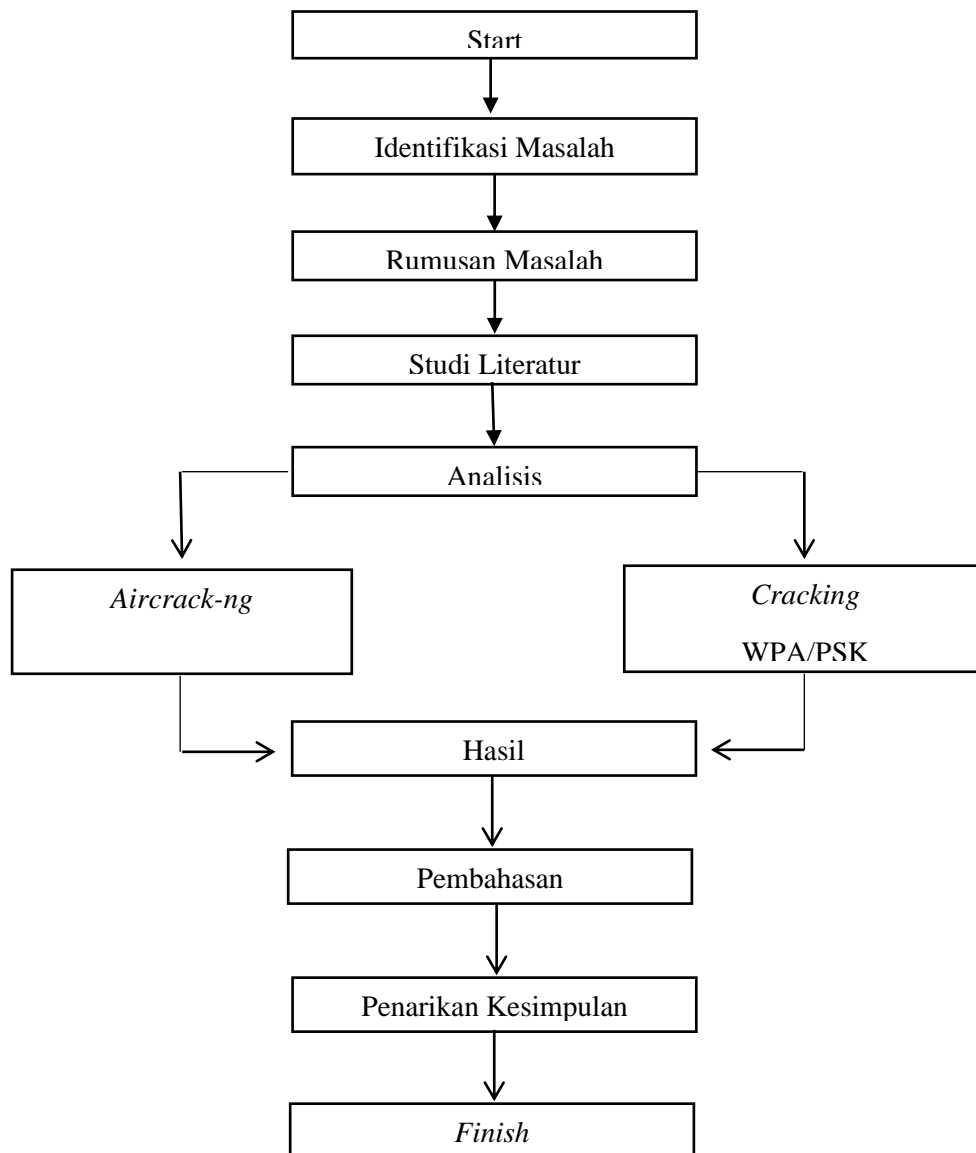 Start
Identifikasi Masalah
Rumusan Masalah
Studi Literatur
Analisis
Aircrack-ng
Cracking
WPA/PSK
Hasil
Pembahasan
Penarikan Kesimpulan
Finish